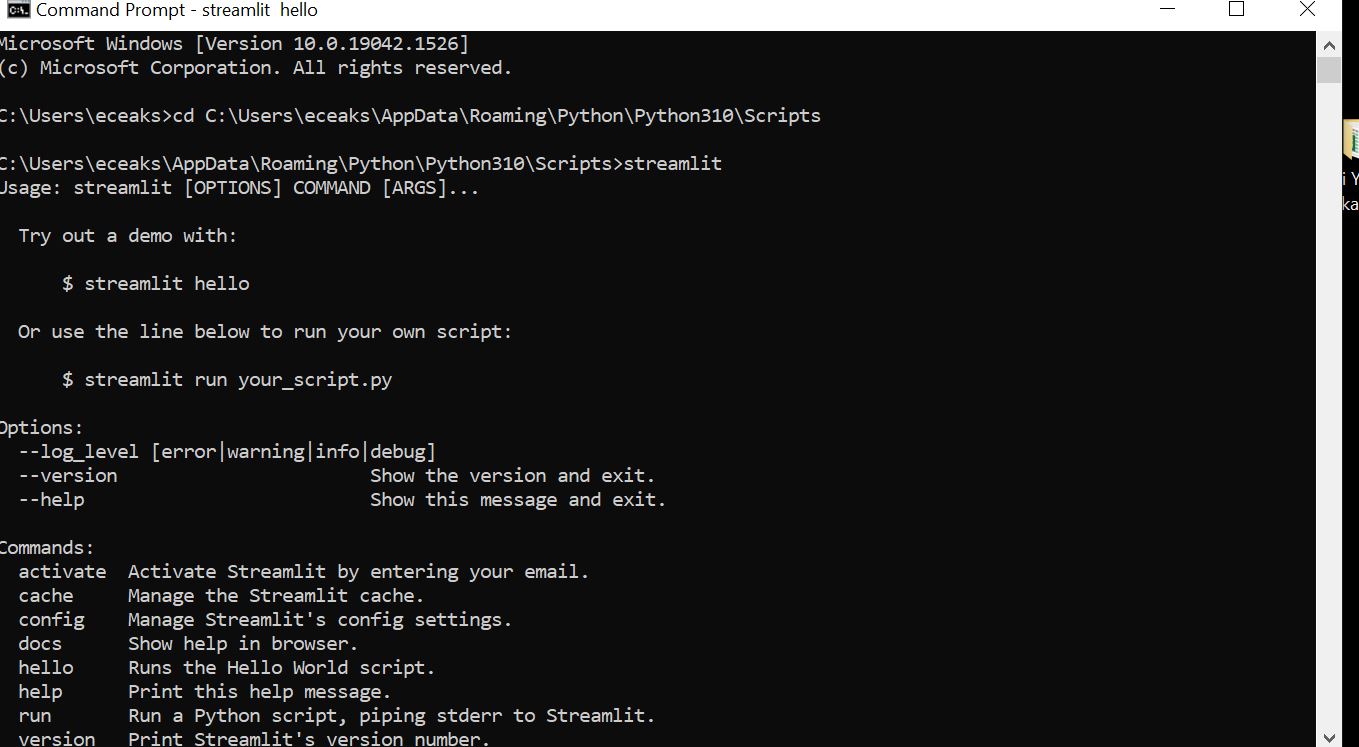 Command Prompt - streamlit  hello
Microsoft Windows [Version 10.0.19042.1526]
(c) Microsoft Corporation. All rights reserved.
C:\Users\eceaks>cd C:\Users\eceaks\AppData\Roaming\Python\Python310\Scripts
C:\Users\eceaks\AppData\Roaming\Python\Python310\Scripts>streamlit
Usage: streamlit [OPTIONS] COMMAND [ARGS]...
Try out a demo with:
$ streamlit hello
Or use the line below to run your own script:
$ streamlit run your_script.py
Options:
--log_level [error|warning|info|debug]
--version                       Show the version and exit.
--help                          Show this message and exit.
Commands:
activate  Activate Streamlit by entering your email.
cache     Manage the Streamlit cache.
config    Manage Streamlit's config settings.
docs      Show help in browser.
hello     Runs the Hello World script.
help      Print this help message.
run       Run a Python script, piping stderr to Streamlit.
version   Print Streamlit's version number.
i Y
ka